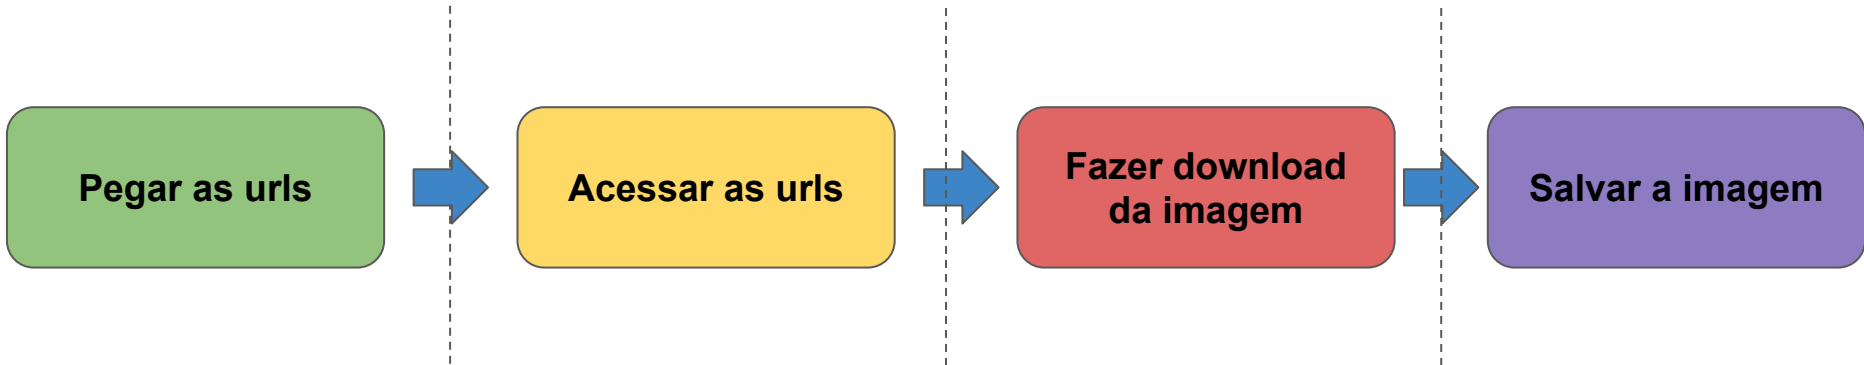 Pegar as urls
Acessar as urls
Fazer download
da imagem
Salvar a imagem